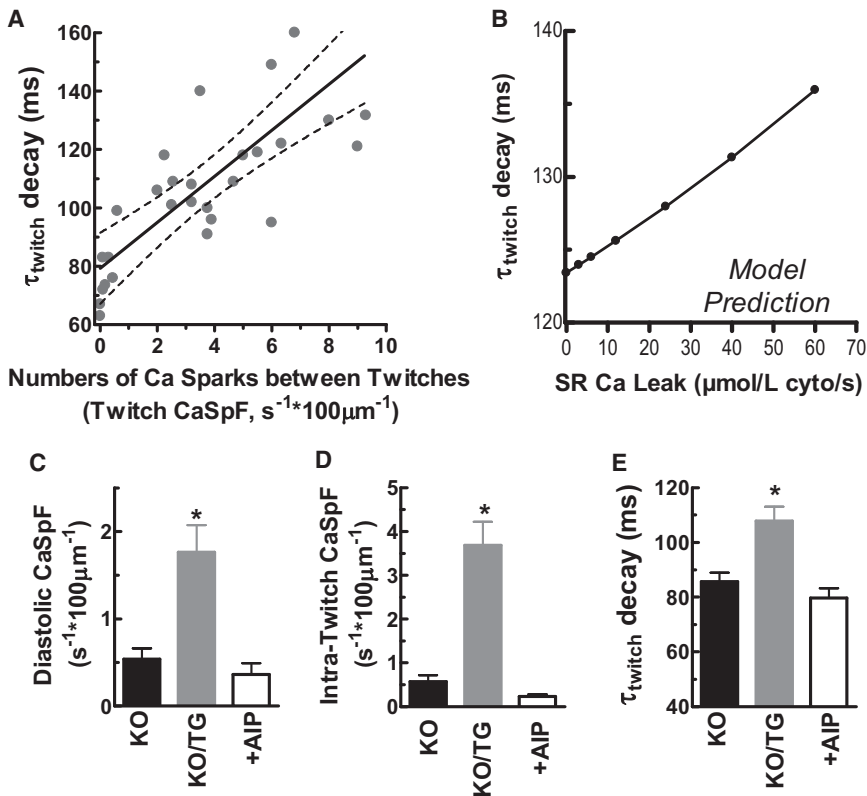 A
τtwitch decay (ms)
160
140
120
100
80
60
0 2 4 6 8 10
Numbers of Ca Sparks between Twitches
(Twitch CaSpF, s⁻¹*100μm⁻¹)
B
τtwitch decay (ms)
140
130
120
Model
Prediction
0 10 20 30 40 50 60 70
SR Ca Leak (μmol/L cyto/s)
C
Diastolic CaSpF
(s⁻¹*100μm⁻¹)
2
1
0
*
KO KO/TG +AIP
D
Intra-Twitch CaSpF
(s⁻¹*100μm⁻¹)
5
4
3
2
1
0
*
KO KO/TG +AIP
E
τtwitch decay (ms)
120
100
80
60
40
*
KO KO/TG +AIP